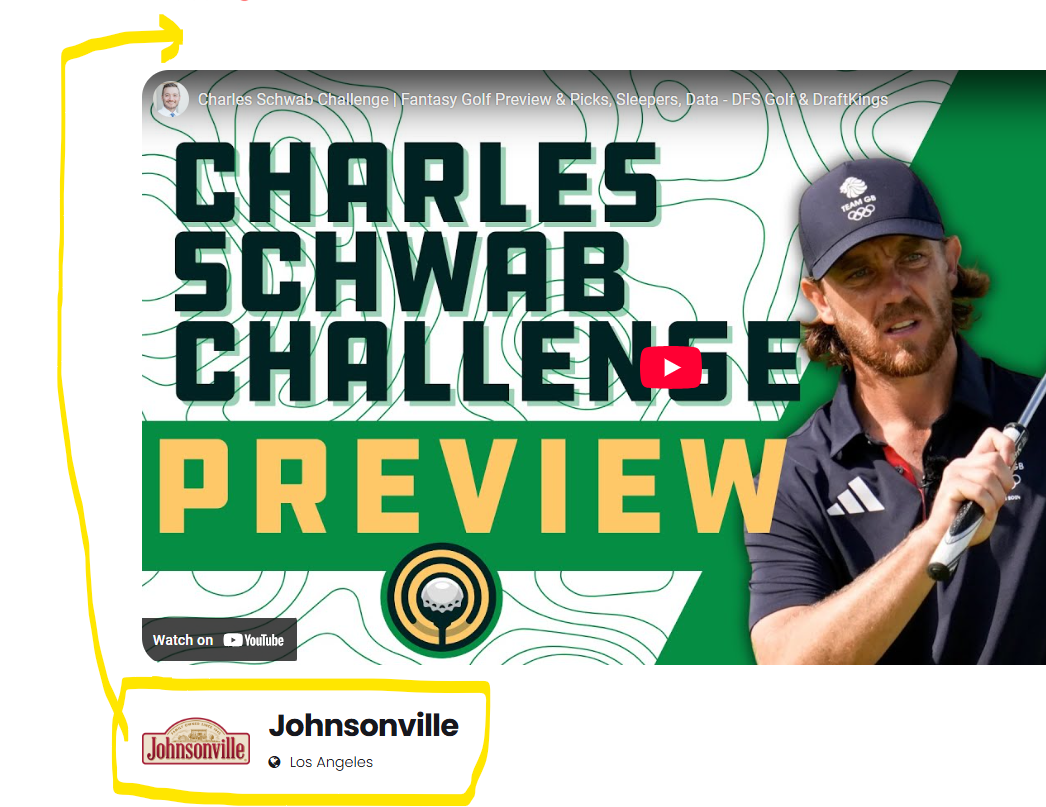 Charles Schwab Challenge | Fantasy Golf Preview & Picks, Sleepers, Data - DFS Golf & DraftKings
CHARLES
SCHWAB
CHALLENGE
PREVIEW
TEAM GB
Watch on YouTube
Johnsonville
Johnsonville
Los Angeles